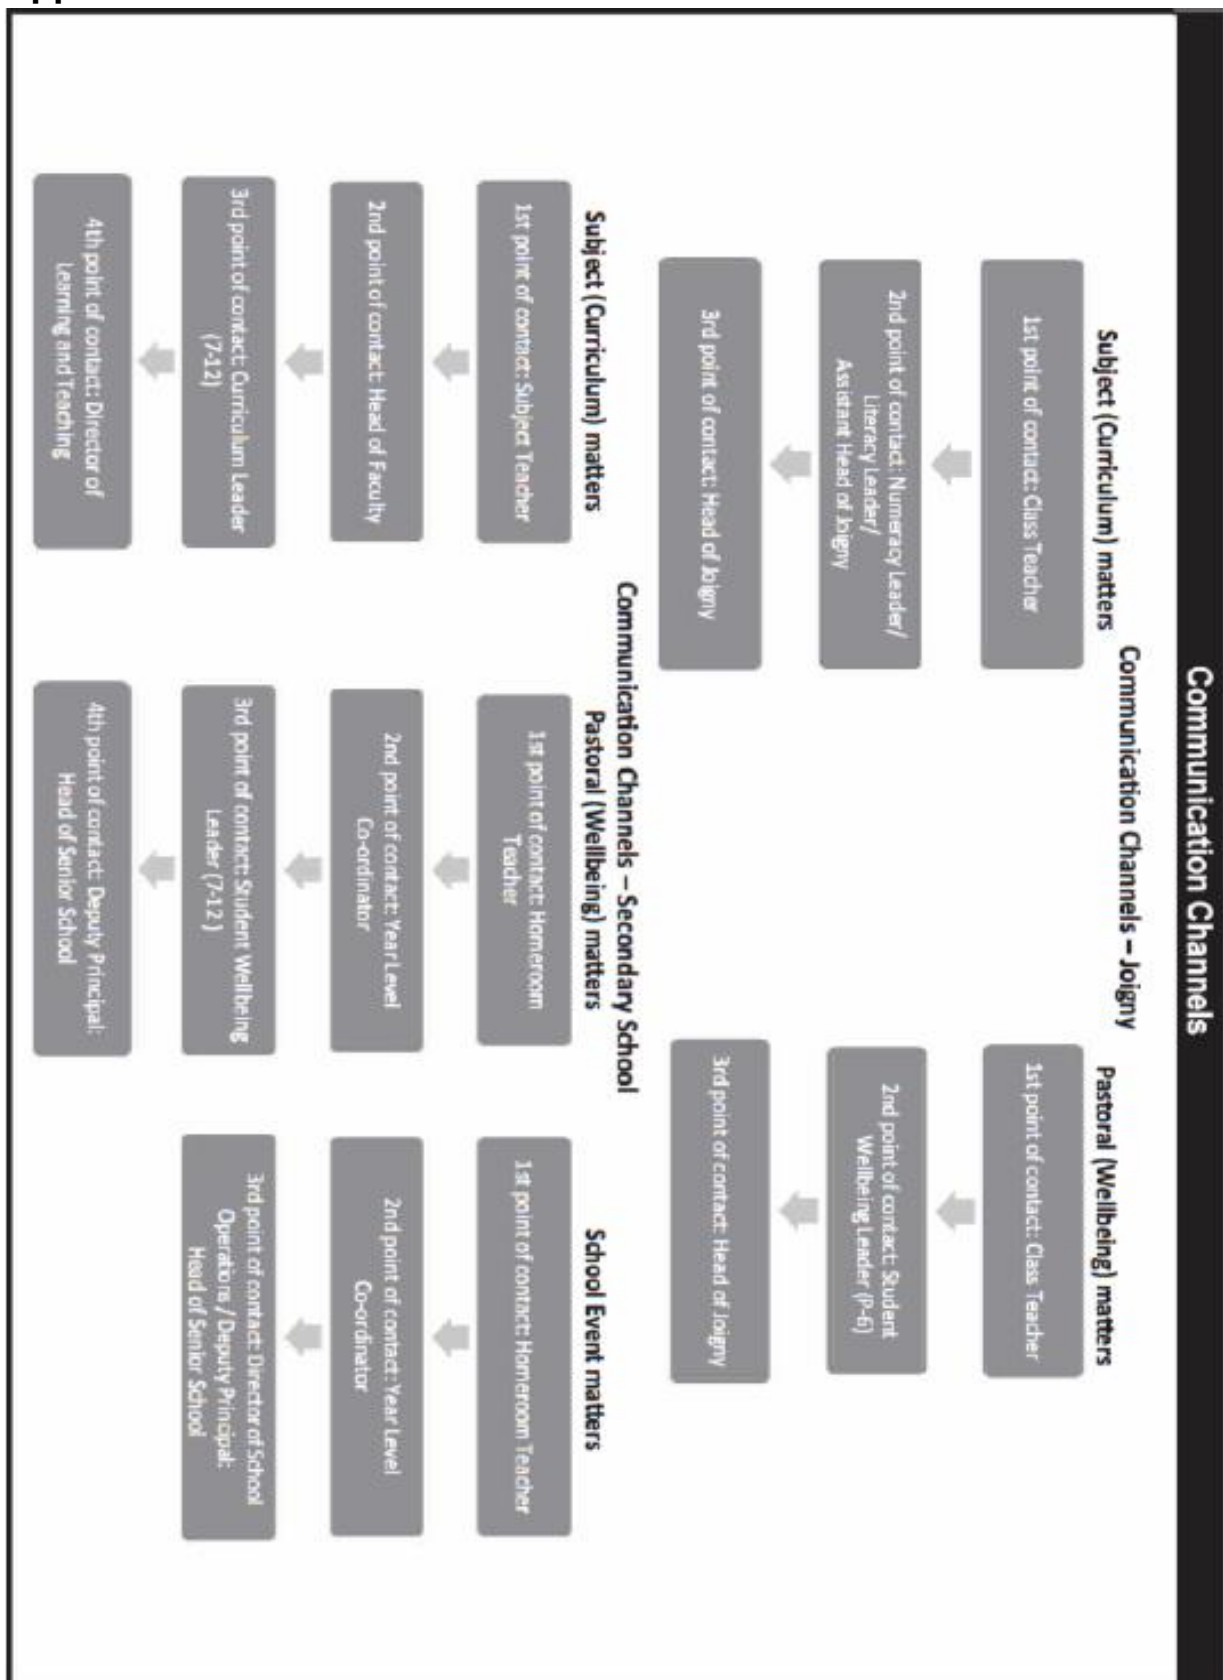 Communication Channels
Communication Channels – Joigny
Subject (Curriculum) matters
1st point of contact: Class Teacher
2nd point of contact: Numeracy Leader/
Literacy Leader/
Assistant Head of Joigny
3rd point of contact: Head of Joigny
Pastoral (Wellbeing) matters
1st point of contact: Class Teacher
2nd point of contact: Student
Wellbeing Leader (P-6)
3rd point of contact: Head of Joigny
Communication Channels – Secondary School
Subject (Curriculum) matters
1st point of contact: Subject Teacher
2nd point of contact: Head of Faculty
3rd point of contact: Curriculum Leader
(7-12)
4th point of contact: Director of
Learning and Teaching
Pastoral (Wellbeing) matters
1st point of contact: Homeroom
Teacher
2nd point of contact: Year Level
Co-ordinator
3rd point of contact: Student Wellbeing
Leader (7-12 )
4th point of contact: Deputy Principal:
Head of Senior School
School Event matters
1st point of contact: Homeroom Teacher
2nd point of contact: Year Level
Co-ordinator
3rd point of contact: Director of School
Operations / Deputy Principal:
Head of Senior School